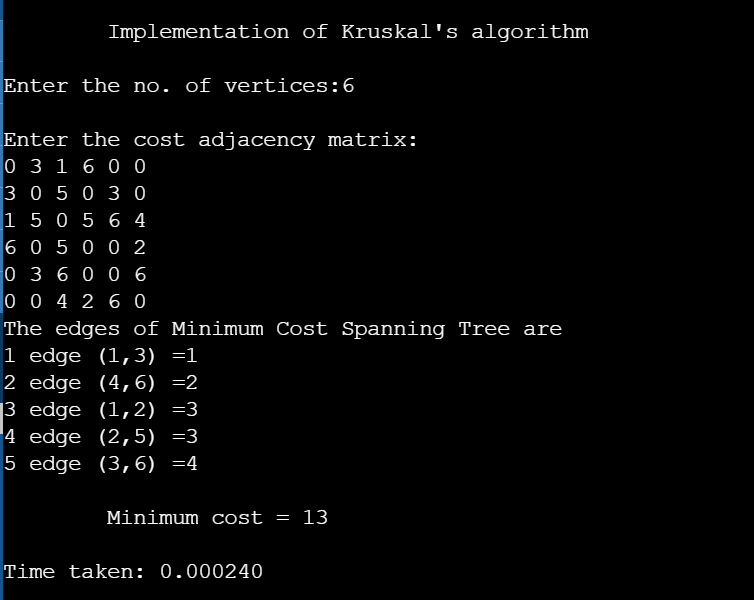 Implementation of Kruskal's algorithm
Enter the no. of vertices:6
Enter the cost adjacency matrix:
0 3 1 6 0 0
3 0 5 0 3 0
1 5 0 5 6 4
6 0 5 0 0 2
0 3 6 0 0 6
0 0 4 2 6 0
The edges of Minimum Cost Spanning Tree are
1 edge (1,3) =1
2 edge (4,6) =2
3 edge (1,2) =3
4 edge (2,5) =3
5 edge (3,6) =4
Minimum cost = 13
Time taken: 0.000240